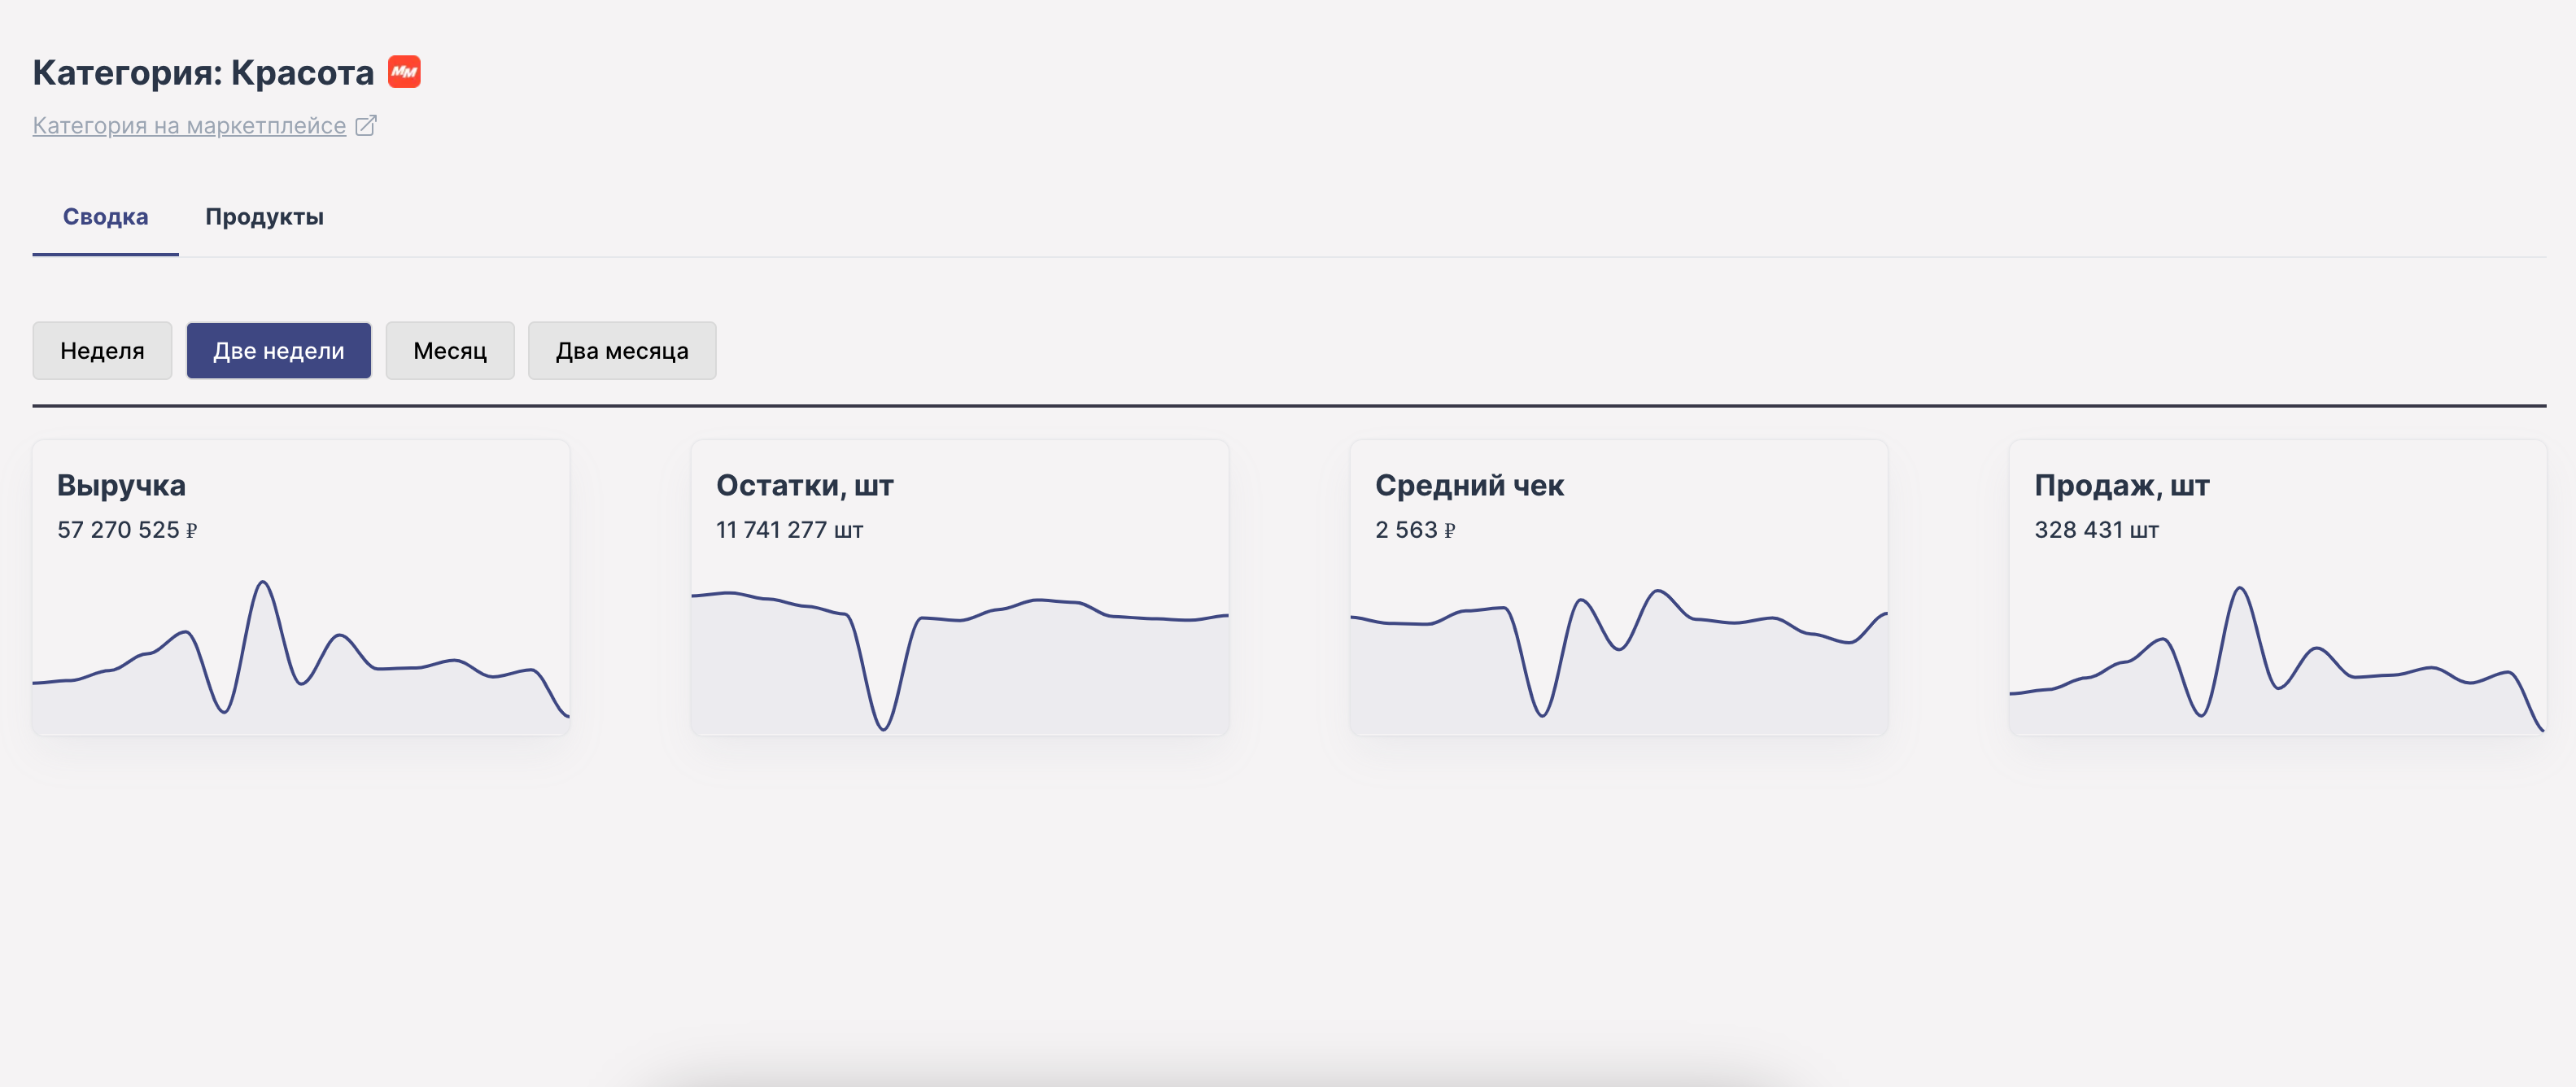 Категория: Красота MM
Категория на маркетплейсе
Сводка Продукты
Неделя Две недели Месяц Два месяца
Выручка
57 270 525 ₽
Остатки, шт
11 741 277 шт
Средний чек
2 563 ₽
Продаж, шт
328 431 шт